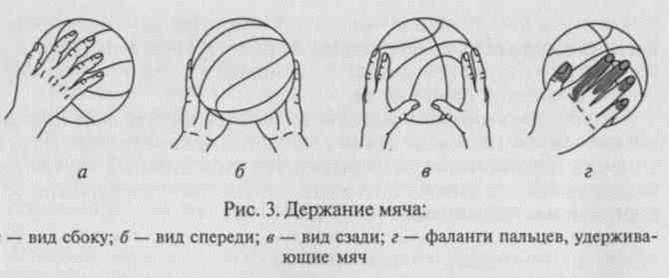 а б в г
Рис. 3. Держание мяча:
— вид сбоку; б — вид спереди; в — вид сзади; г — фаланги пальцев, удержива-
ющие мяч